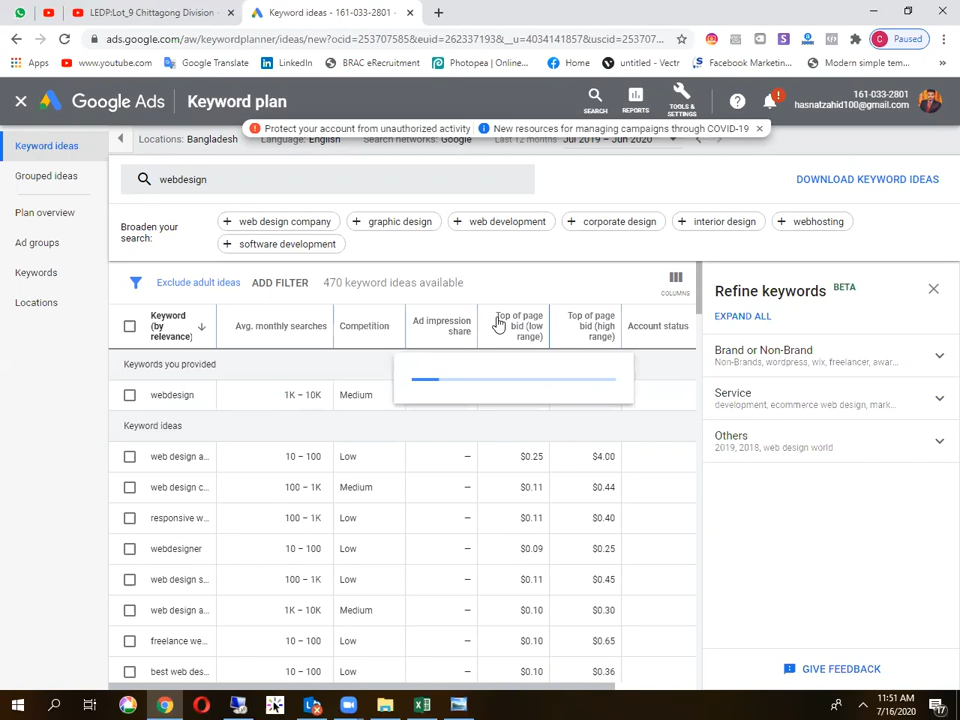 LEDP:Lot_9 Chittagong Division -
Keyword ideas - 161-033-2801 -
ads.google.com/aw/keywordplanner/ideas/new?ocid=253707585&euid=262337193&__u=4034141857&uscid=253707...
Paused
Apps
www.youtube.com
Google Translate
LinkedIn
BRAC eRecruitment
Photopea | Online...
Home
untitled - Vectr
Facebook Marketin...
Modern simple tem...
Google Ads
Keyword plan
SEARCH
REPORTS
TOOLS &
SETTINGS
161-033-2801
hasnatzahid100@gmail.com
Protect your account from unauthorized activity
New resources for managing campaigns through COVID-19
Keyword ideas
Grouped ideas
Plan overview
Ad groups
Keywords
Locations
Locations: Bangladesh
Language: English
Search networks: Google
Last 12 months
Jul 2019 – Jun 2020
webdesign
DOWNLOAD KEYWORD IDEAS
Broaden your
search:
+ web design company
+ graphic design
+ web development
+ corporate design
+ interior design
+ webhosting
+ software development
Exclude adult ideas
ADD FILTER
470 keyword ideas available
COLUMNS
Keyword
(by
relevance)
Avg. monthly searches
Competition
Ad impression
share
Top of page
bid (low
range)
Top of page
bid (high
range)
Account status
Keywords you provided
webdesign 1K – 10K Medium
Keyword ideas
web design a... 10 – 100 Low – $0.25 $4.00
web design c... 100 – 1K Medium – $0.11 $0.44
responsive w... 100 – 1K Low – $0.11 $0.40
webdesigner 10 – 100 Low – $0.09 $0.25
web design s... 100 – 1K Low – $0.11 $0.45
web design a... 1K – 10K Medium – $0.10 $0.30
freelance we... 10 – 100 Low – $0.10 $0.65
best web des... 10 – 100 Low – $0.10 $0.36
Refine keywords BETA
EXPAND ALL
Brand or Non-Brand
Non-Brands, wordpress, wix, freelancer, awar...
Service
development, ecommerce web design, mark...
Others
2019, 2018, web design world
GIVE FEEDBACK
11:51 AM
7/16/2020
17